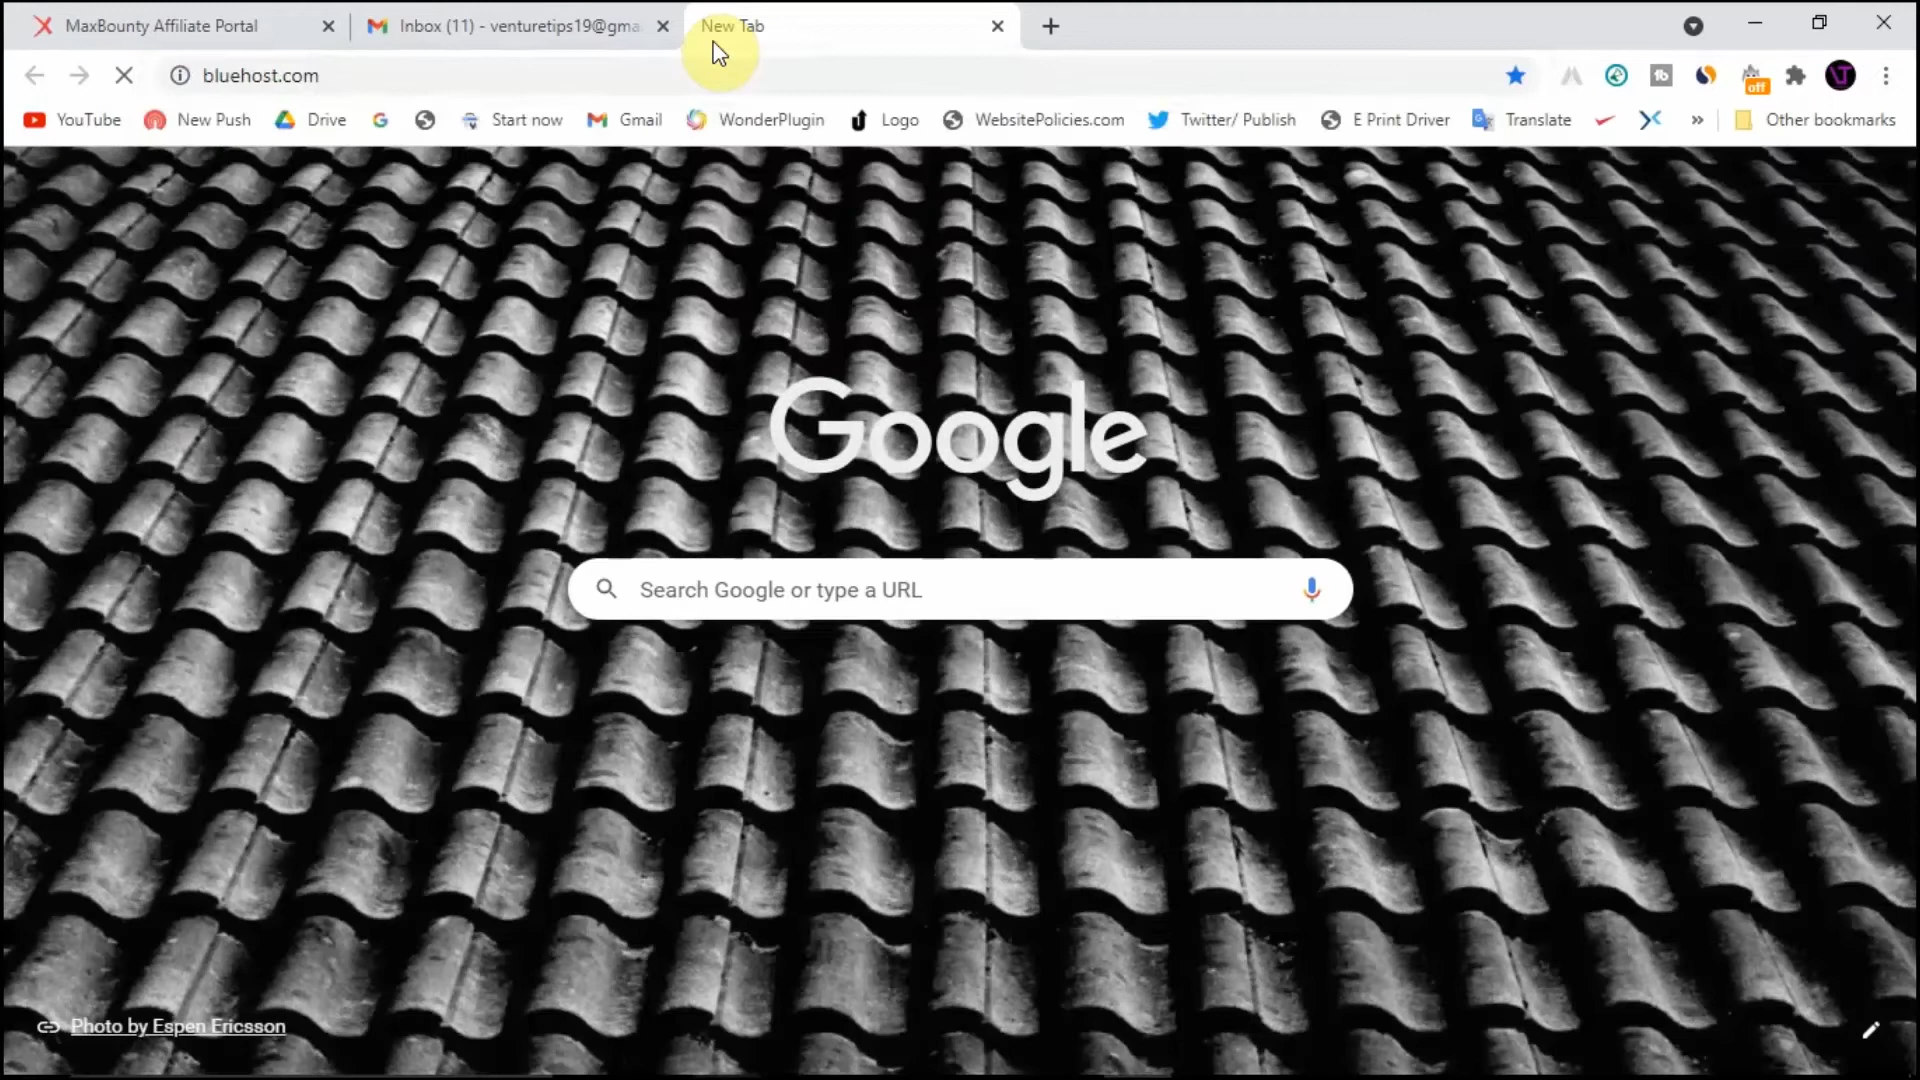 MaxBounty Affiliate Portal
Inbox (11) - venturetips19@gma
New Tab
bluehost.com
off
YouTube
New Push
Drive
Start now
Gmail
WonderPlugin
Logo
WebsitePolicies.com
Twitter/ Publish
E Print Driver
Translate
Other bookmarks
Google
Search Google or type a URL
Photo by Espen Ericsson